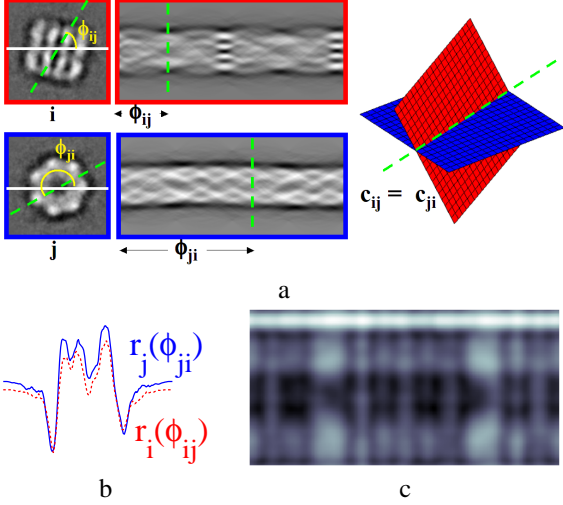 ϕij
i
ϕij
ϕji
j
ϕji
cij = cji
a
rj(ϕji)
ri(ϕij)
b
c